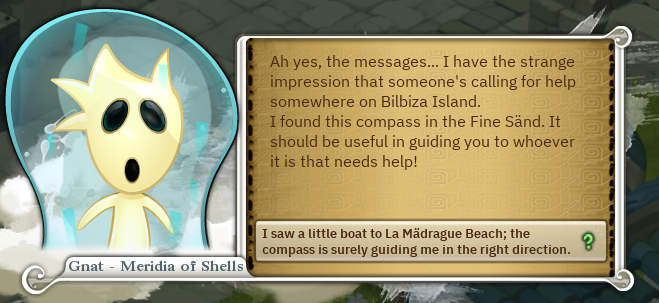 Ah yes, the messages... I have the strange
impression that someone's calling for help
somewhere on Bilbiza Island.
I found this compass in the Fine Sänd. It
should be useful in guiding you to whoever
it is that needs help!
I saw a little boat to La Mädrague Beach; the
compass is surely guiding me in the right direction.
?
Gnat - Meridia of Shells